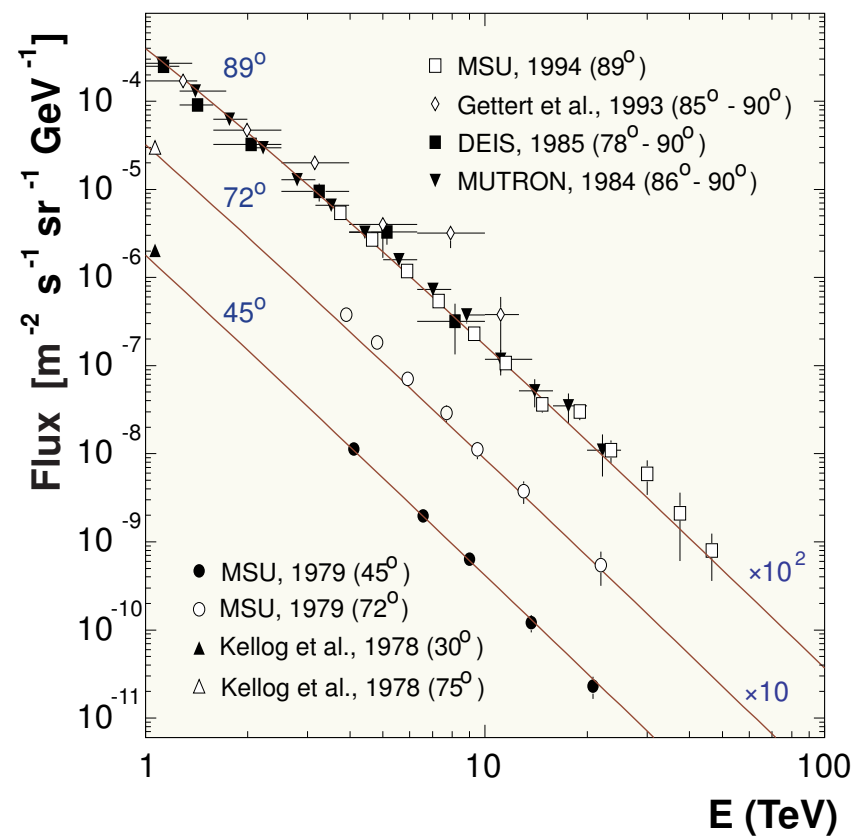 Flux [m⁻² s⁻¹ sr⁻¹ GeV⁻¹]
10⁻⁴
10⁻⁵
10⁻⁶
10⁻⁷
10⁻⁸
10⁻⁹
10⁻¹⁰
10⁻¹¹
89°
72°
45°
MSU, 1994 (89°)
Gettert et al., 1993 (85° - 90°)
DEIS, 1985 (78° - 90°)
MUTRON, 1984 (86° - 90°)
MSU, 1979 (45°)
MSU, 1979 (72°)
Kellog et al., 1978 (30°)
Kellog et al., 1978 (75°)
×10²
×10
1
10
100
E (TeV)